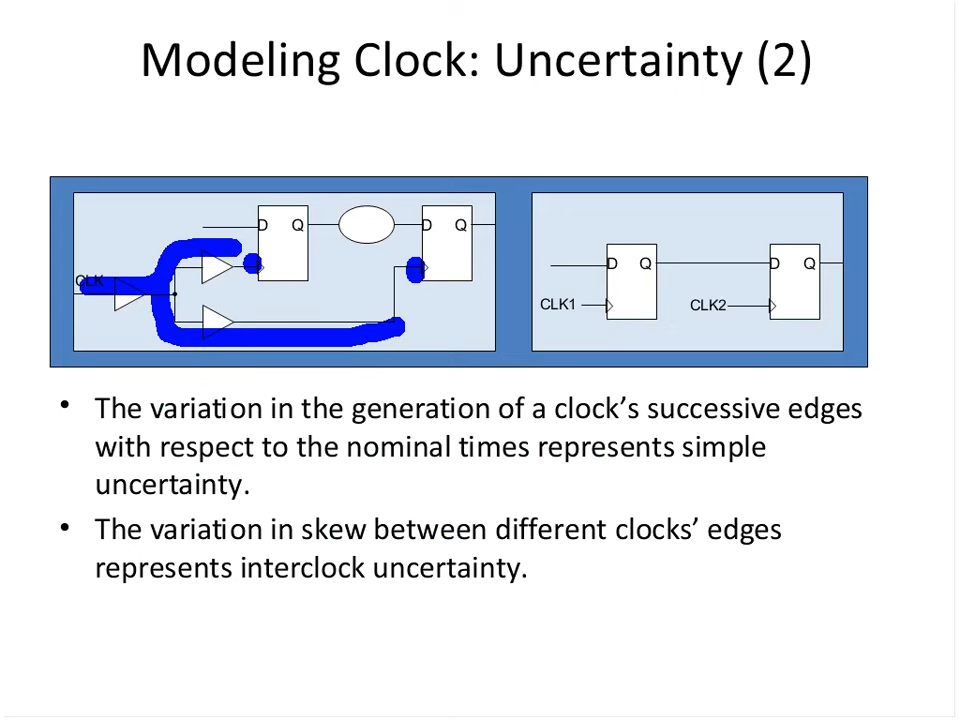 Modeling Clock: Uncertainty (2)
D Q D Q
CLK
D Q D Q
CLK1 CLK2
• The variation in the generation of a clock’s successive edges
with respect to the nominal times represents simple
uncertainty.
• The variation in skew between different clocks’ edges
represents interclock uncertainty.